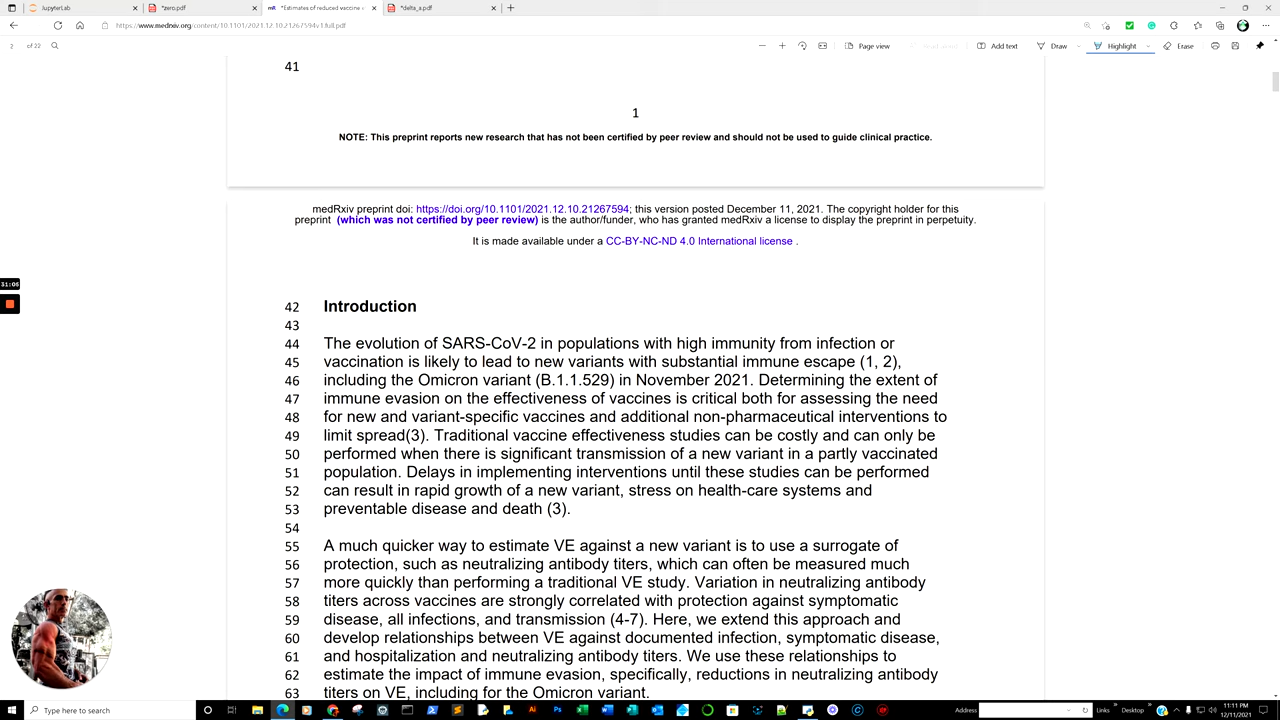 JupyterLab
*zero.pdf
*Estimates of reduced vaccine
*delta_s.pdf
https://www.medrxiv.org/content/10.1101/2021.12.10.21267594v1.full.pdf
2 of 22
Page view
Add text
Draw
Highlight
Erase
41
1
NOTE: This preprint reports new research that has not been certified by peer review and should not be used to guide clinical practice.
medRxiv preprint doi: https://doi.org/10.1101/2021.12.10.21267594; this version posted December 11, 2021. The copyright holder for this
preprint (which was not certified by peer review) is the author/funder, who has granted medRxiv a license to display the preprint in perpetuity.
It is made available under a CC-BY-NC-ND 4.0 International license .
31:05
42 Introduction
43
44 The evolution of SARS-CoV-2 in populations with high immunity from infection or
45 vaccination is likely to lead to new variants with substantial immune escape (1, 2),
46 including the Omicron variant (B.1.1.529) in November 2021. Determining the extent of
47 immune evasion on the effectiveness of vaccines is critical both for assessing the need
48 for new and variant-specific vaccines and additional non-pharmaceutical interventions to
49 limit spread(3). Traditional vaccine effectiveness studies can be costly and can only be
50 performed when there is significant transmission of a new variant in a partly vaccinated
51 population. Delays in implementing interventions until these studies can be performed
52 can result in rapid growth of a new variant, stress on health-care systems and
53 preventable disease and death (3).
54
55 A much quicker way to estimate VE against a new variant is to use a surrogate of
56 protection, such as neutralizing antibody titers, which can often be measured much
57 more quickly than performing a traditional VE study. Variation in neutralizing antibody
58 titers across vaccines are strongly correlated with protection against symptomatic
59 disease, all infections, and transmission (4-7). Here, we extend this approach and
60 develop relationships between VE against documented infection, symptomatic disease,
61 and hospitalization and neutralizing antibody titers. We use these relationships to
62 estimate the impact of immune evasion, specifically, reductions in neutralizing antibody
63 titers on VE, including for the Omicron variant.
Type here to search
Address
Links
Desktop
11:11 PM
12/11/2021